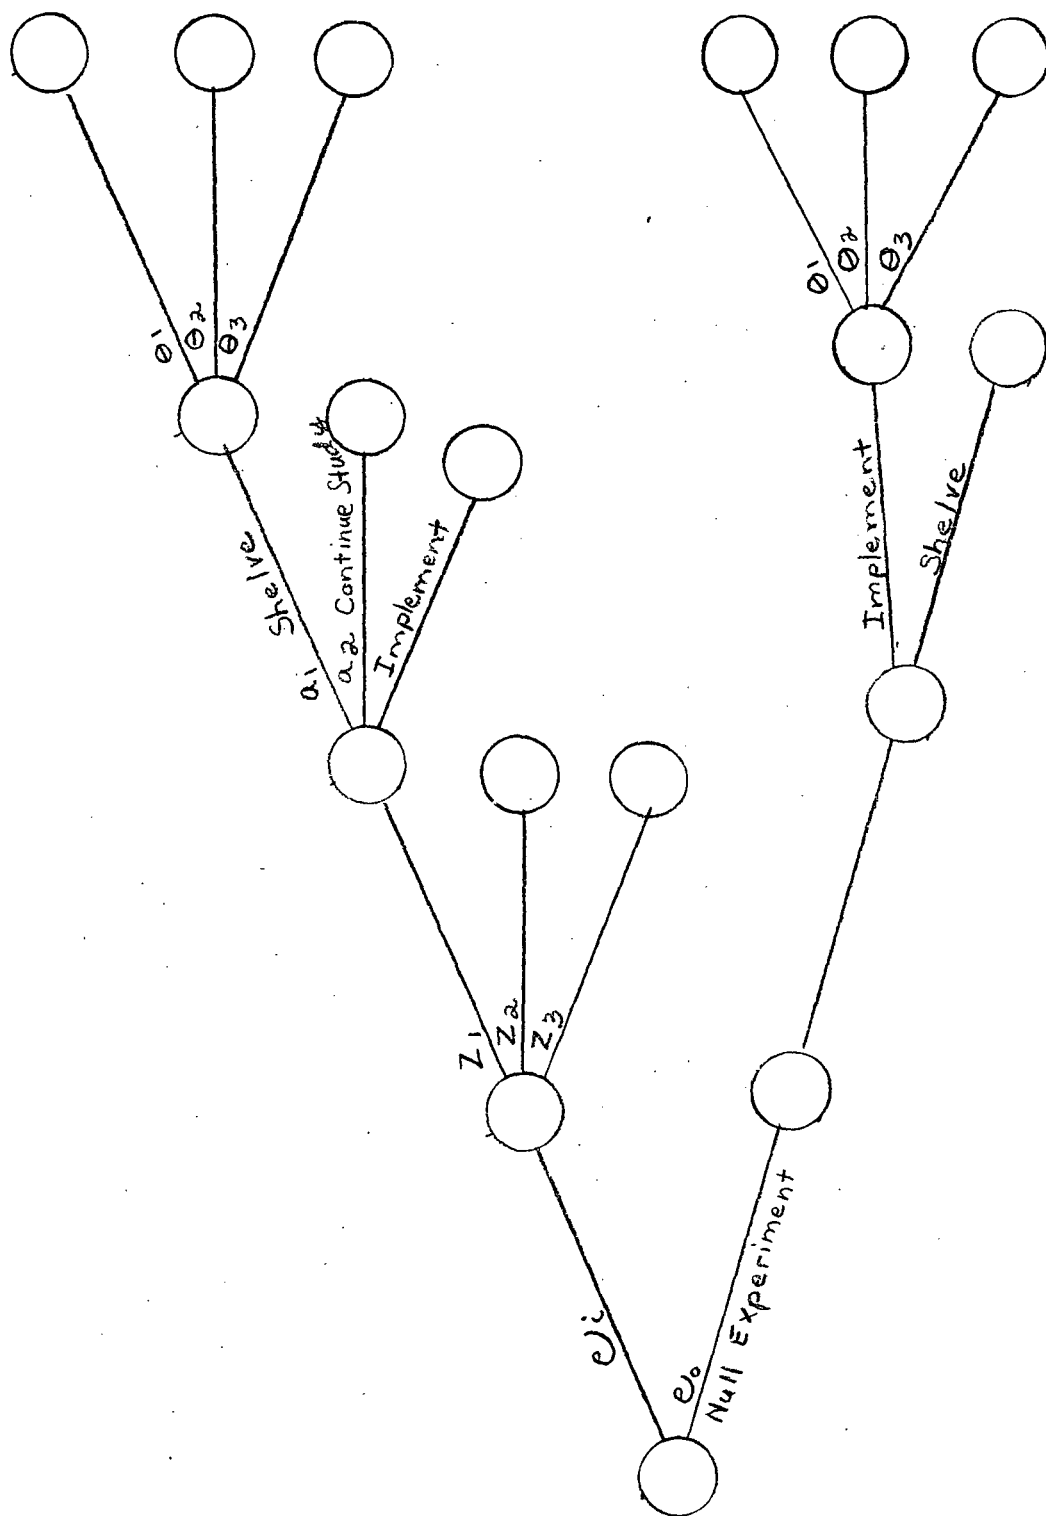 θ1
θ2
θ3
θ1
θ2
θ3
a1 Shelve
a2 Continue Study
Implement
Implement
Shelve
Z1
Z2
Z3
ei
e0
Null Experiment